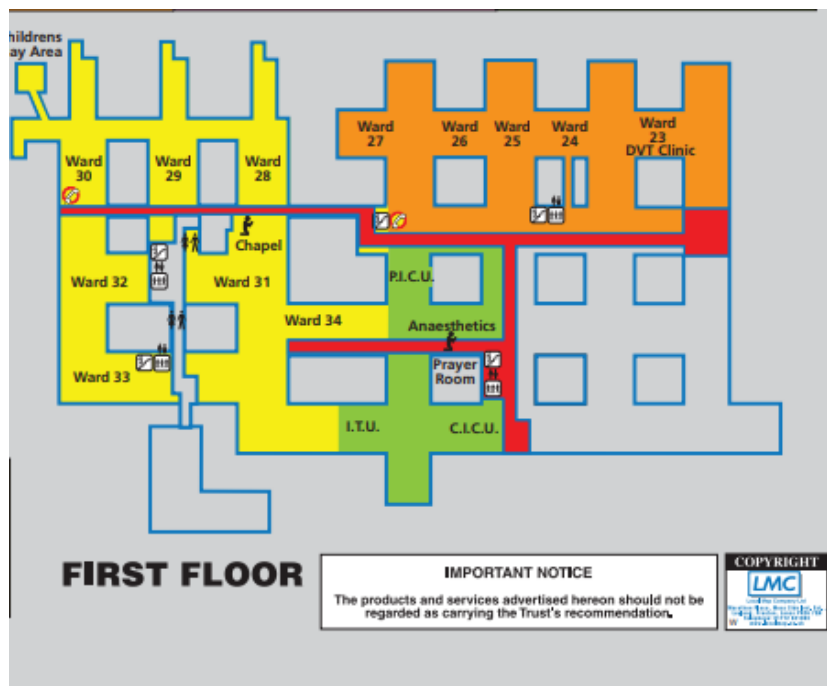 hildrens
ay Area
Ward
30
Ward
29
Ward
28
Ward
27
Ward
26
Ward
25
Ward
24
Ward
23
DVT Clinic
Chapel
Ward 32
Ward 31
P.I.C.U.
Ward 34
Anaesthetics
Prayer
Room
Ward 33
I.T.U.
C.I.C.U.
FIRST FLOOR
IMPORTANT NOTICE
The products and services advertised hereon should not be
regarded as carrying the Trust's recommendation.
COPYRIGHT
LMC
W